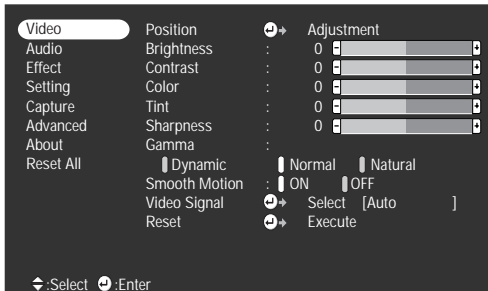 Video Position Adjustment
Audio Brightness : 0 - +
Effect Contrast : 0 - +
Setting Color : 0 - +
Capture Tint : 0 - +
Advanced Sharpness : 0 - +
About Gamma :
Reset All Dynamic Normal Natural
Smooth Motion : ON OFF
Video Signal Select [Auto ]
Reset Execute
:Select :Enter